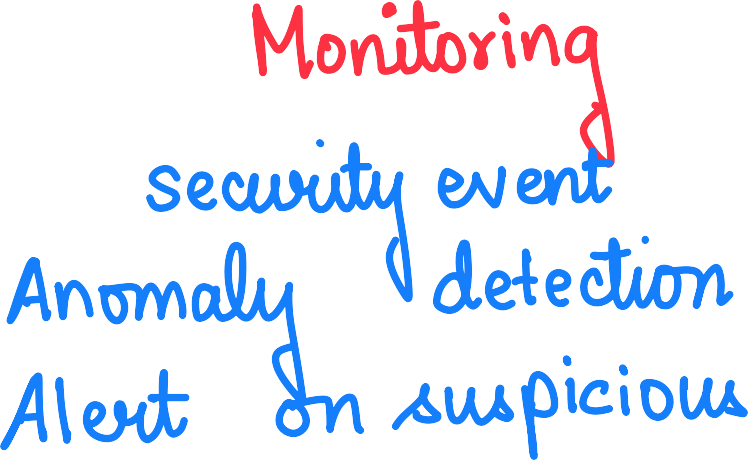 Monitoring
security event
Anomaly detection
Alert on suspicious